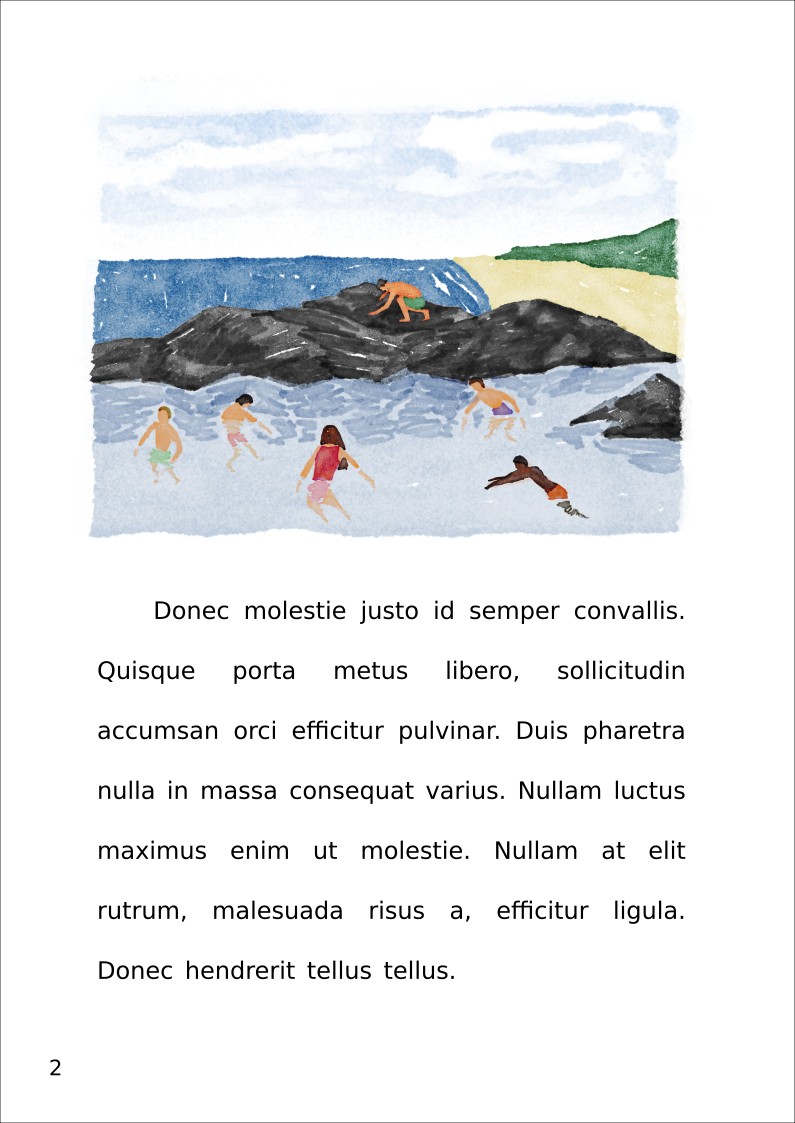 Donec molestie justo id semper convallis.
Quisque porta metus libero, sollicitudin
accumsan orci efficitur pulvinar. Duis pharetra
nulla in massa consequat varius. Nullam luctus
maximus enim ut molestie. Nullam at elit
rutrum, malesuada risus a, efficitur ligula.
Donec hendrerit tellus tellus.
2